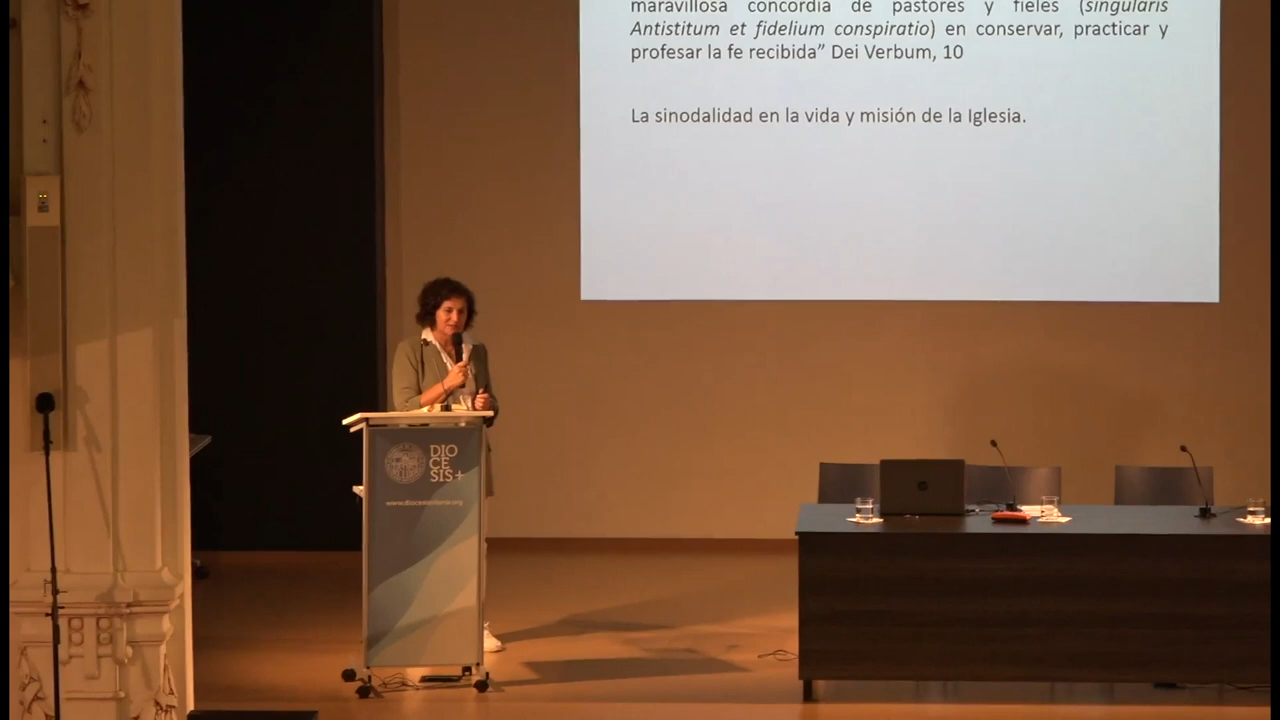 maravillosa concordia de pastores y fieles (singularis
Antistitum et fidelium conspiratio) en conservar, practicar y
profesar la fe recibida” Dei Verbum, 10
La sinodalidad en la vida y misión de la Iglesia.
DIO
CE
SIS+